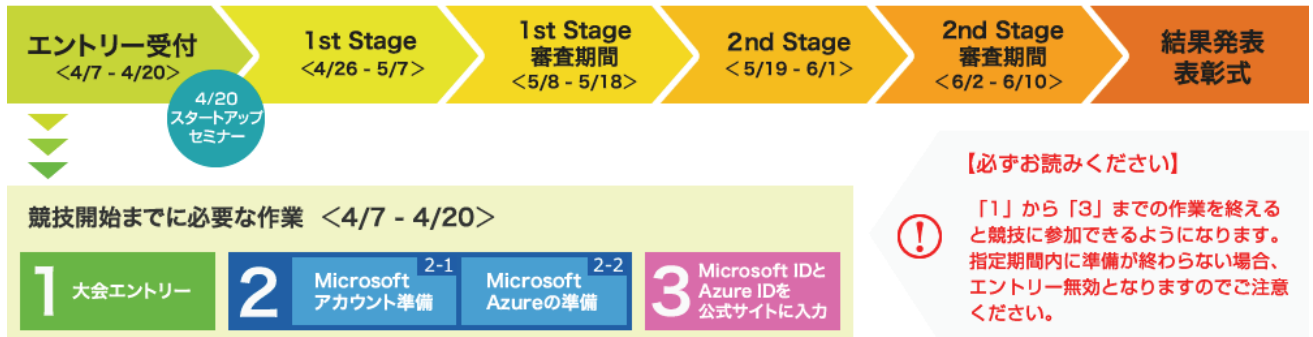 エントリー受付
<4/7 - 4/20>
1st Stage
<4/26 - 5/7>
1st Stage
審査期間
<5/8 - 5/18>
2nd Stage
<5/19 - 6/1>
2nd Stage
審査期間
<6/2 - 6/10>
結果発表
表彰式
4/20
スタートアップ
セミナー
競技開始までに必要な作業 <4/7 - 4/20>
1 大会エントリー
2
2-1
Microsoft
アカウント準備
2-2
Microsoft
Azureの準備
3
Microsoft IDと
Azure IDを
公式サイトに入力
【必ずお読みください】
「1」から「3」までの作業を終える
と競技に参加できるようになります。
指定期間内に準備が終わらない場合、
エントリー無効となりますのでご注意
ください。
!